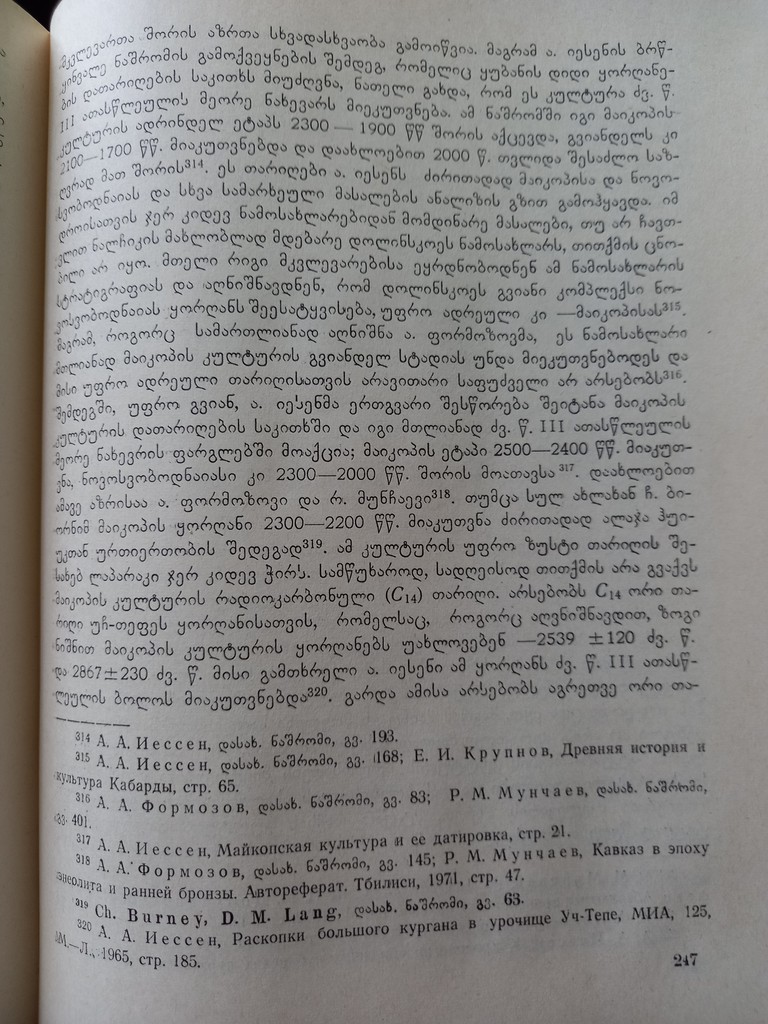 მკვლევართა შორის აზრთა სხვადასხვაობა გამოიწვია. მაგრამ ა. იესენის ბრწ-
ყინვალე ნაშრომის გამოქვეყნების შემდეგ, რომელიც ყუბანის დიდი ყორღანე-
ბის დათარიღების საკითხს მიუძღვნა, ნათელი გახდა, რომ ეს კულტურა ძვ. წ.
III ათასწლეულის მეორე ნახევარს მიეკუთვნება. ამ ნაშრომში იგი მაიკოპის
კულტურის ადრინდელ ეტაპს 2300 — 1900 წწ შორის აქცევდა, გვიანდელს კი
2100—1700 წწ. მიაკუთვნებდა და დაახლოებით 2000 წ. თვლიდა შესაძლო საზ-
ღვრად მათ შორის³¹⁴. ეს თარიღები ა. იესენს ძირითადად მაიკოპისა და ნოვო-
სვობოდნაიას და სხვა სამარხეული მასალების ანალიზის გზით გამოჰყავდა. იმ
დროისათვის ჯერ კიდევ ნამოსახლარებიდან მომდინარე მასალები, თუ არ ჩავთ-
ვლით ნალჩიკის მახლობლად მდებარე დოლინსკოეს ნამოსახლარს, თითქმის ცნო-
ბილი არ იყო. მთელი რიგი მკვლევარებისა ეყრდნობოდნენ ამ ნამოსახლარის
სტრატიგრაფიას და აღნიშნავდნენ, რომ დოლინსკოეს გვიანი კომპლექსი ნო-
ვოსვობოდნაიას ყორღანს შეესატყვისება, უფრო ადრეული კი —მაიკოპისას³¹⁵.
მაგრამ, როგორც სამართლიანად აღნიშნა ა. ფორმოზოვმა, ეს ნამოსახლარი
მთლიანად მაიკოპის კულტურის გვიანდელ სტადიას უნდა მიეკუთვნებოდეს და
მისი უფრო ადრეული თარიღისათვის არავითარი საფუძველი არ არსებობს³¹⁶.
შემდეგში, უფრო გვიან, ა. იესენმა ერთგვარი შესწორება შეიტანა მაიკოპის
კულტურის დათარიღების საკითხში და იგი მთლიანად ძვ. წ. III ათასწლეულის
მეორე ნახევრის ფარგლებში მოაქცია; მაიკოპის ეტაპი 2500—2400 წწ. მიაკუთ-
ვნა, ნოვოსვობოდნაიასი კი 2300—2000 წწ. შორის მოათავსა³¹⁷. დაახლოებით
ამავე აზრისაა ა. ფორმოზოვი და რ. მუნჩაევი³¹⁸. თუმცა სულ ახლახან ჩ. ბი-
ორნიმ მაიკოპის ყორღანი 2300—2200 წწ. მიაკუთვნა ძირითადად ალაჯა ჰუი-
უკთან ურთიერთობის შედეგად³¹⁹. ამ კულტურის უფრო ზუსტი თარიღის შე-
სახებ ლაპარაკი ჯერ კიდევ ჭირს. სამწუხაროდ, სადღეისოდ თითქმის არა გვაქვს
მაიკოპის კულტურის რადიოკარბონული (C₁₄) თარიღი. არსებობს C₁₄ ორი თა-
რიღი უჩ-თეფეს ყორღანისათვის, რომელსაც, როგორც აღვნიშნავდით, ზოგი
ნიშნით მაიკოპის კულტურის ყორღანებს უახლოვებენ —2539 ±120 ძვ. წ.
და 2867±230 ძვ. წ. მისი გამთხრელი ა. იესენი ამ ყორღანს ძვ. წ. III ათასწ-
ლეულის ბოლოს მიაკუთვნებდა³²⁰. გარდა ამისა არსებობს აგრეთვე ორი თა-
³¹⁴ А. А. Иессен, დასახ. ნაშრომი, გვ. 193.
³¹⁵ А. А. Иессен, დასახ. ნაშრომი, გვ. 168; Е. И. Крупнов, Древняя история и
культура Кабарды, стр. 65.
³¹⁶ А. А. Формозов, დასახ. ნაშრომი, გვ. 83; Р. М. Мунчаев, დასახ. ნაშრომი,
გვ. 401.
³¹⁷ А. А. Иессен, Майкопская культура и ее датировка, стр. 21.
³¹⁸ А. А. Формозов, დასახ. ნაშრომი, გვ. 145; Р. М. Мунчаев, Кавказ в эпоху
энеолита и ранней бронзы. Автореферат. Тбилиси, 1971, стр. 47.
³¹⁹ Ch. Burney, D. M. Lang, დასახ. ნაშრომი, გვ. 63.
³²⁰ А. А. Иессен, Раскопки большого кургана в урочище Уч-Тепе, МИА, 125,
М.—Л., 1965, стр. 185.
247